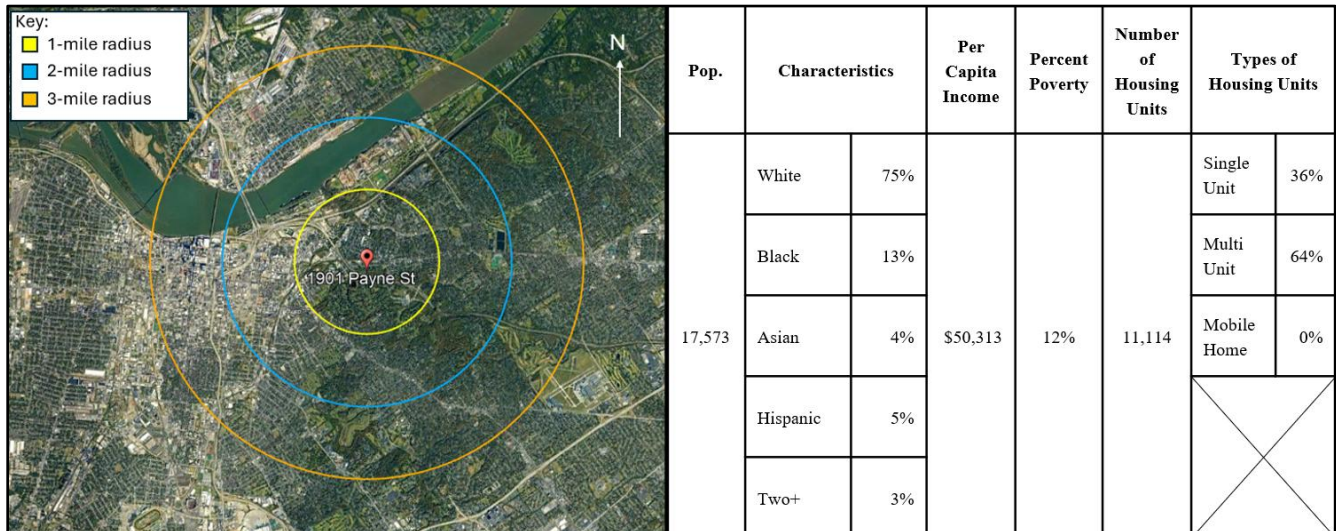 Key:
1-mile radius
2-mile radius
3-mile radius
N
1901 Payne St
Pop.
Characteristics
Per
Capita
Income
Percent
Poverty
Number
of
Housing
Units
Types of
Housing Units
17,573
White 75%
Black 13%
Asian 4%
Hispanic 5%
Two+ 3%
$50,313
12%
11,114
Single
Unit
36%
Multi
Unit
64%
Mobile
Home
0%